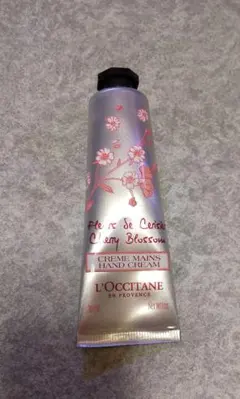 Fleurs de Cerisier
Cherry Blossom
CRÈME MAINS
HAND CREAM
L'OCCITANE
EN PROVENCE